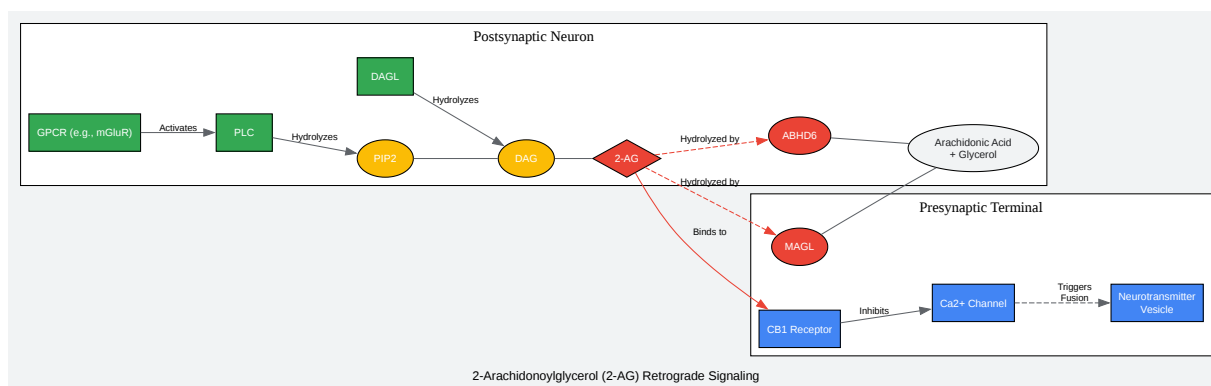 Postsynaptic Neuron
DAGL
Hydrolyzes
GPCR (e.g., mGluR)
Activates
PLC
Hydrolyzes
PIP2
DAG
2-AG
Hydrolyzed by
ABHD6
Arachidonic Acid
+ Glycerol
Hydrolyzed by
Presynaptic Terminal
MAGL
Binds to
CB1 Receptor
Inhibits
Ca2+ Channel
Triggers
Fusion
Neurotransmitter
Vesicle
2-Arachidonoylglycerol (2-AG) Retrograde Signaling